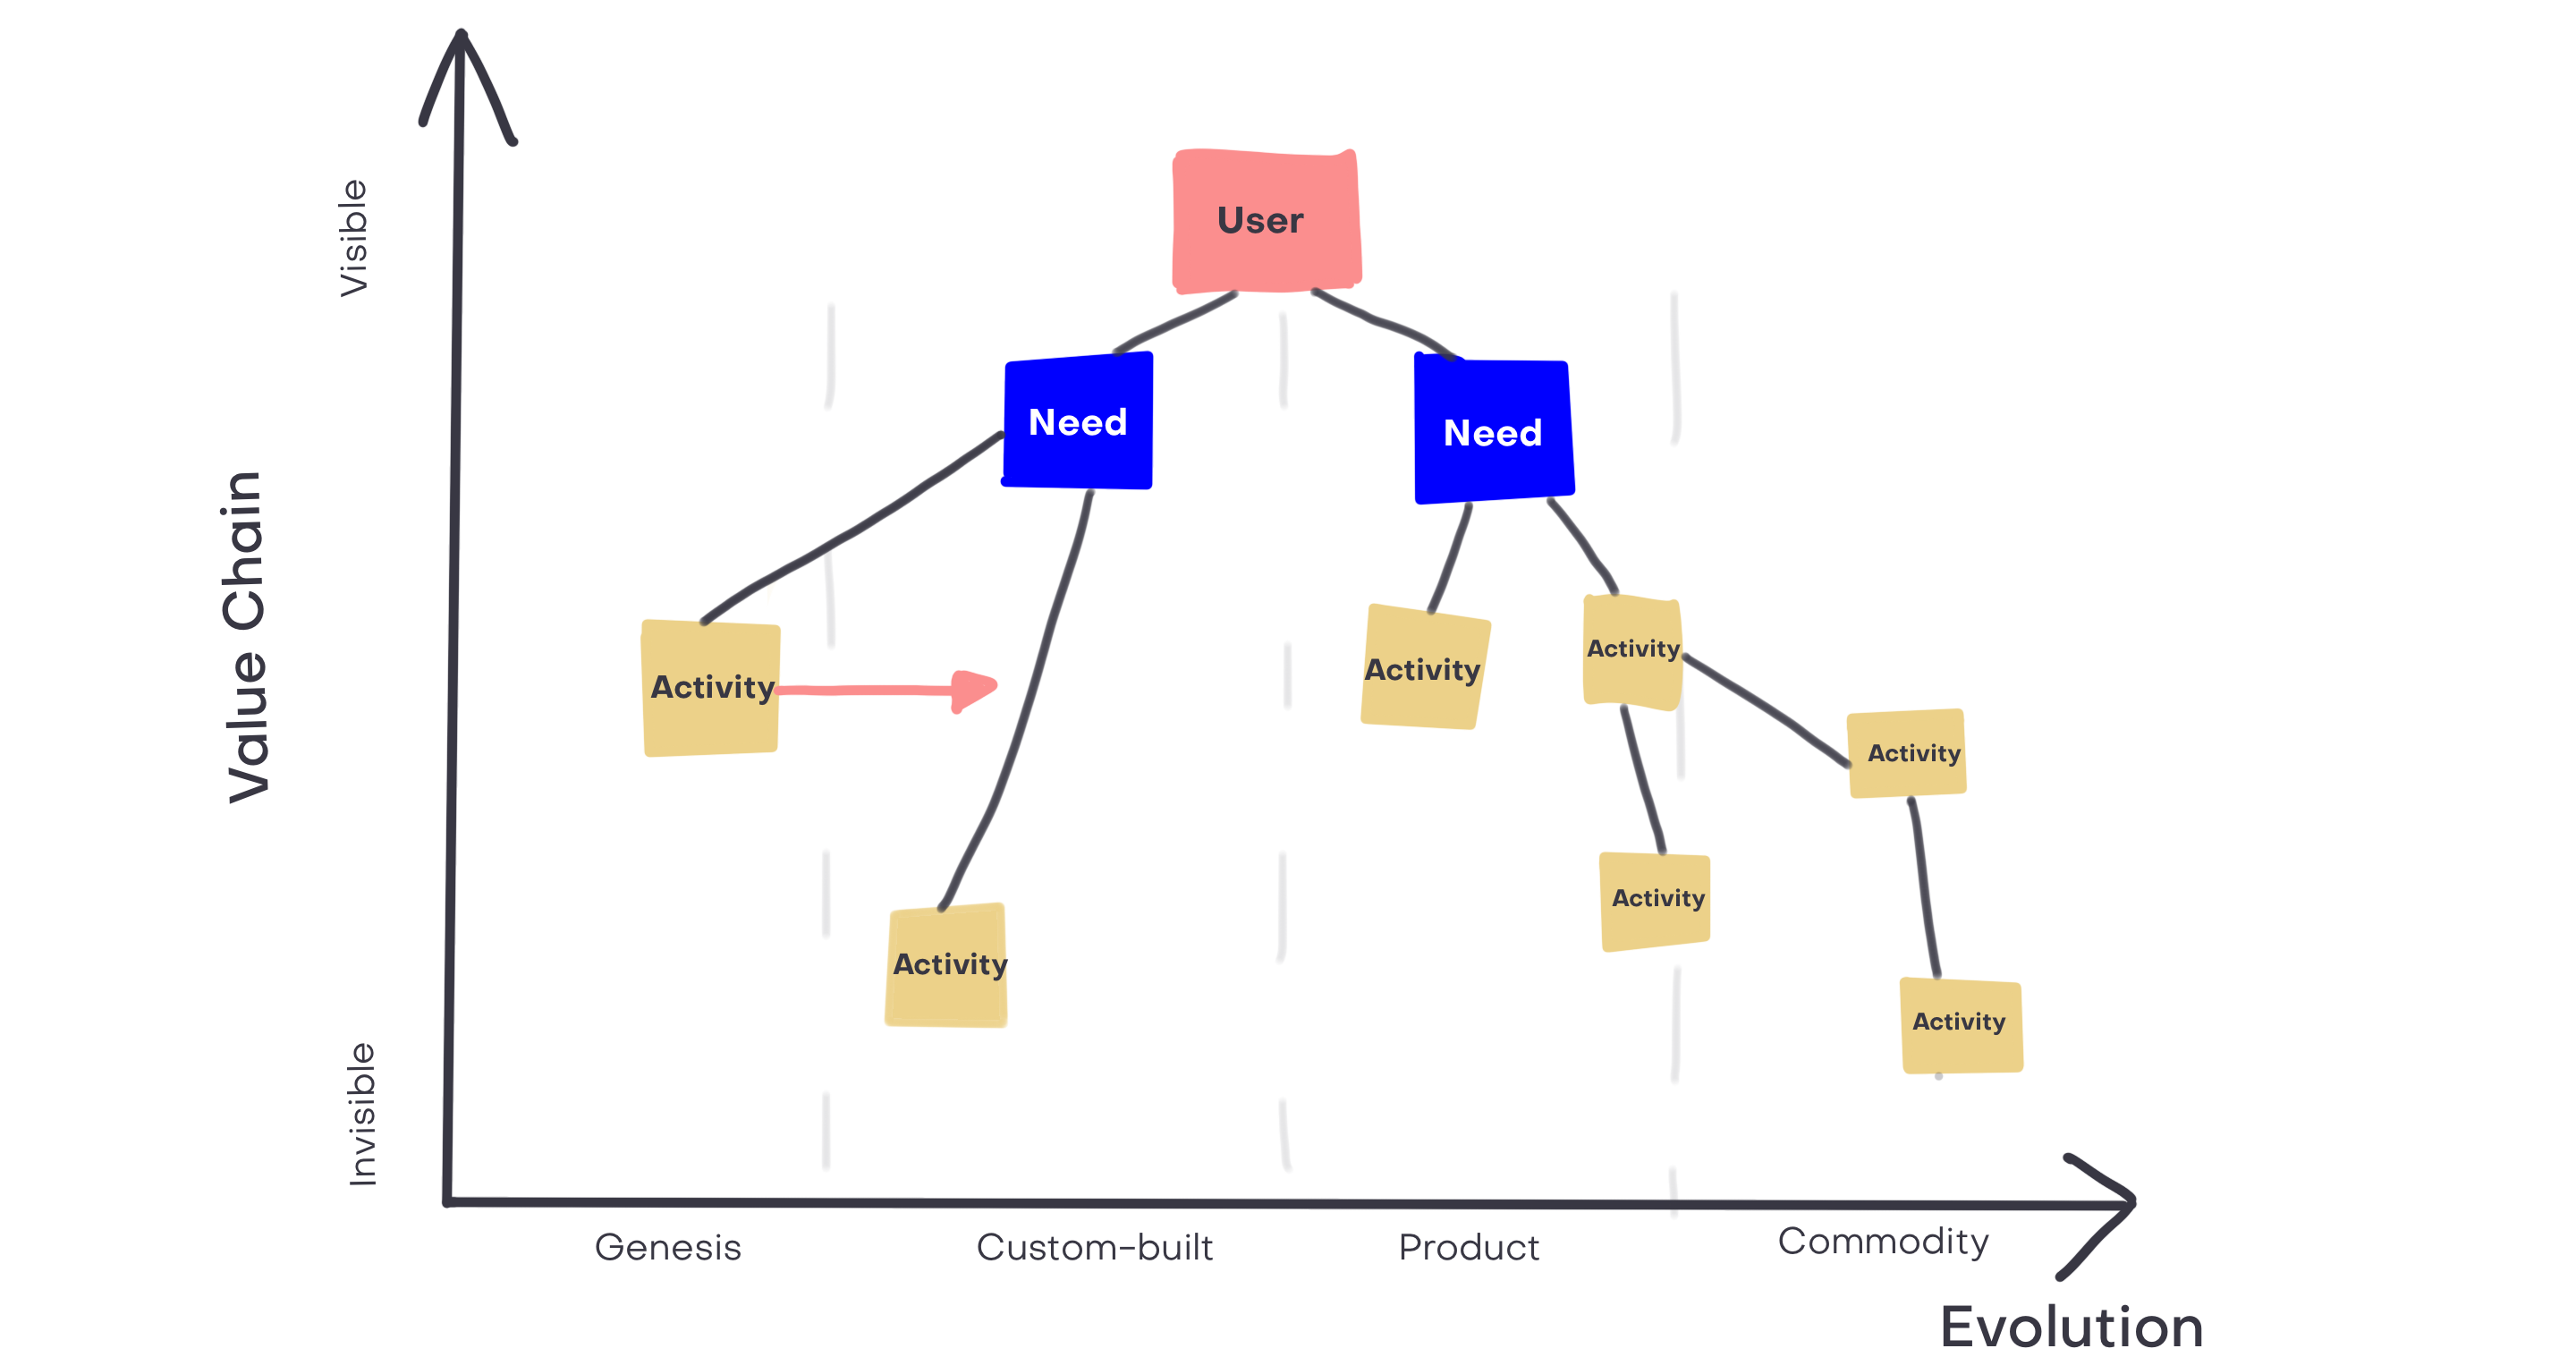 Visible
User
Need
Need
Value Chain
Activity
Activity
Activity
Activity
Activity
Activity
Activity
Invisible
Genesis
Custom-built
Product
Commodity
Evolution